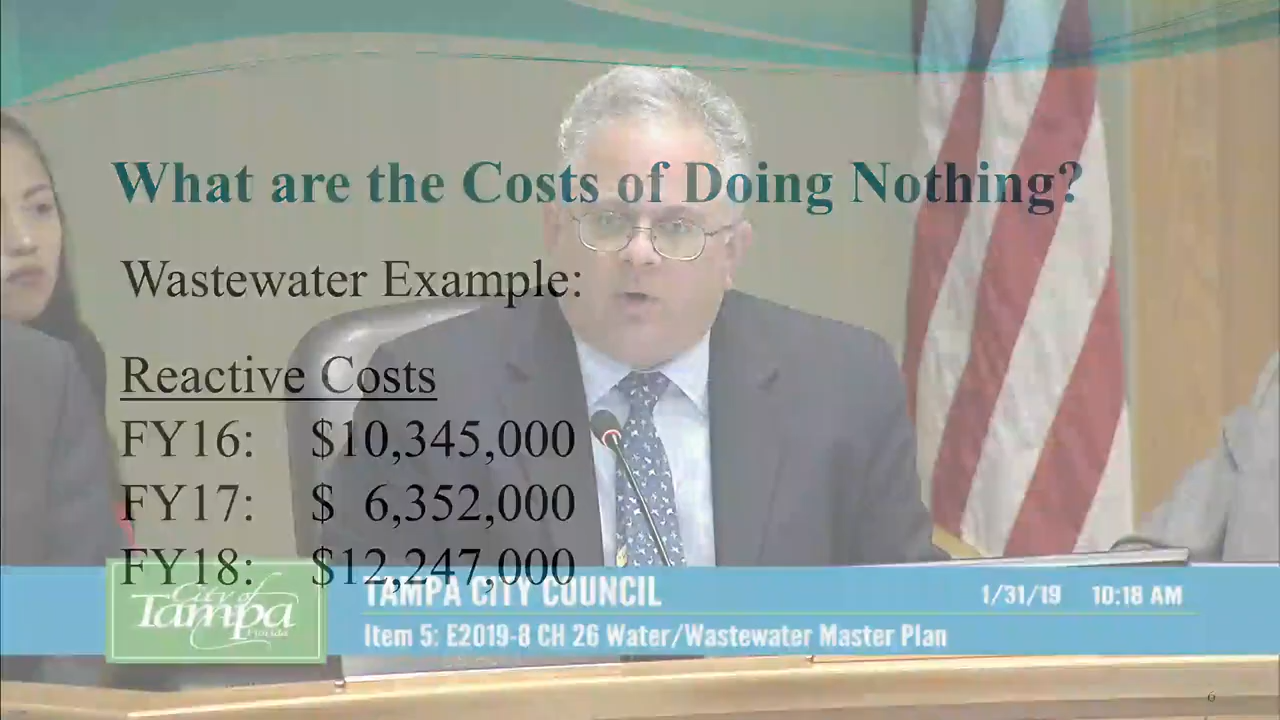 What are the Costs of Doing Nothing?
Wastewater Example:
Reactive Costs
FY16: $10,345,000
FY17: $ 6,352,000
FY18: $12,247,000
City of
Tampa
Florida
TAMPA CITY COUNCIL
1/31/19 10:18 AM
Item 5: E2019-8 CH 26 Water/Wastewater Master Plan
6